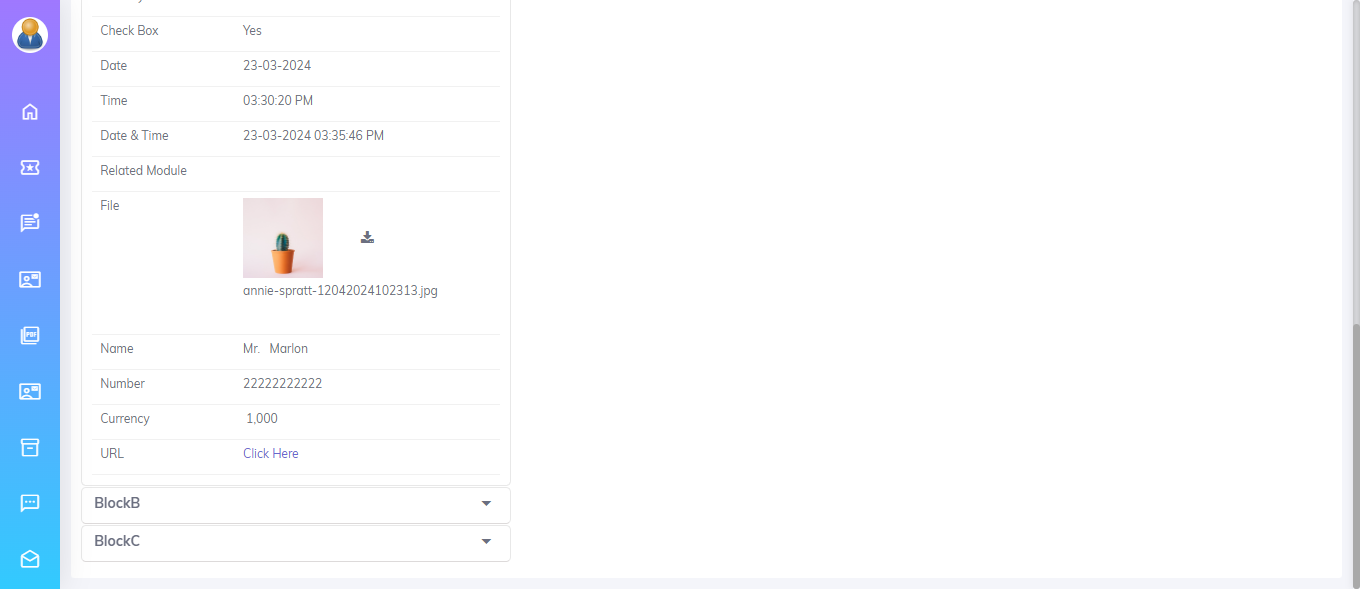 Check Box Yes
Date 23-03-2024
Time 03:30:20 PM
Date & Time 23-03-2024 03:35:46 PM
Related Module
File
annie-spratt-12042024102313.jpg
Name Mr. Marlon
Number 22222222222
Currency 1,000
URL Click Here
BlockB
BlockC
PDF